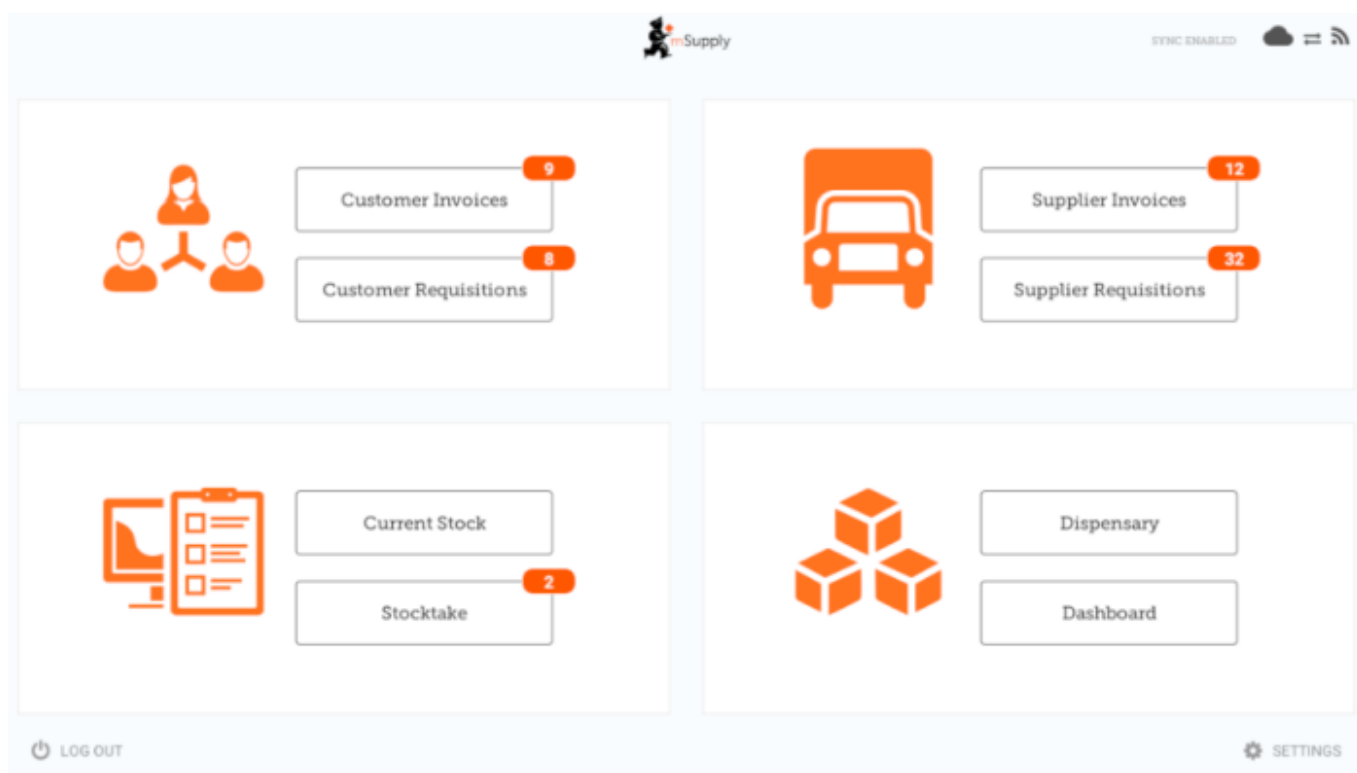 mSupply
SYNC ENABLED
9
Customer Invoices
8
Customer Requisitions
12
Supplier Invoices
32
Supplier Requisitions
Current Stock
2
Stocktake
Dispensary
Dashboard
LOG OUT
SETTINGS